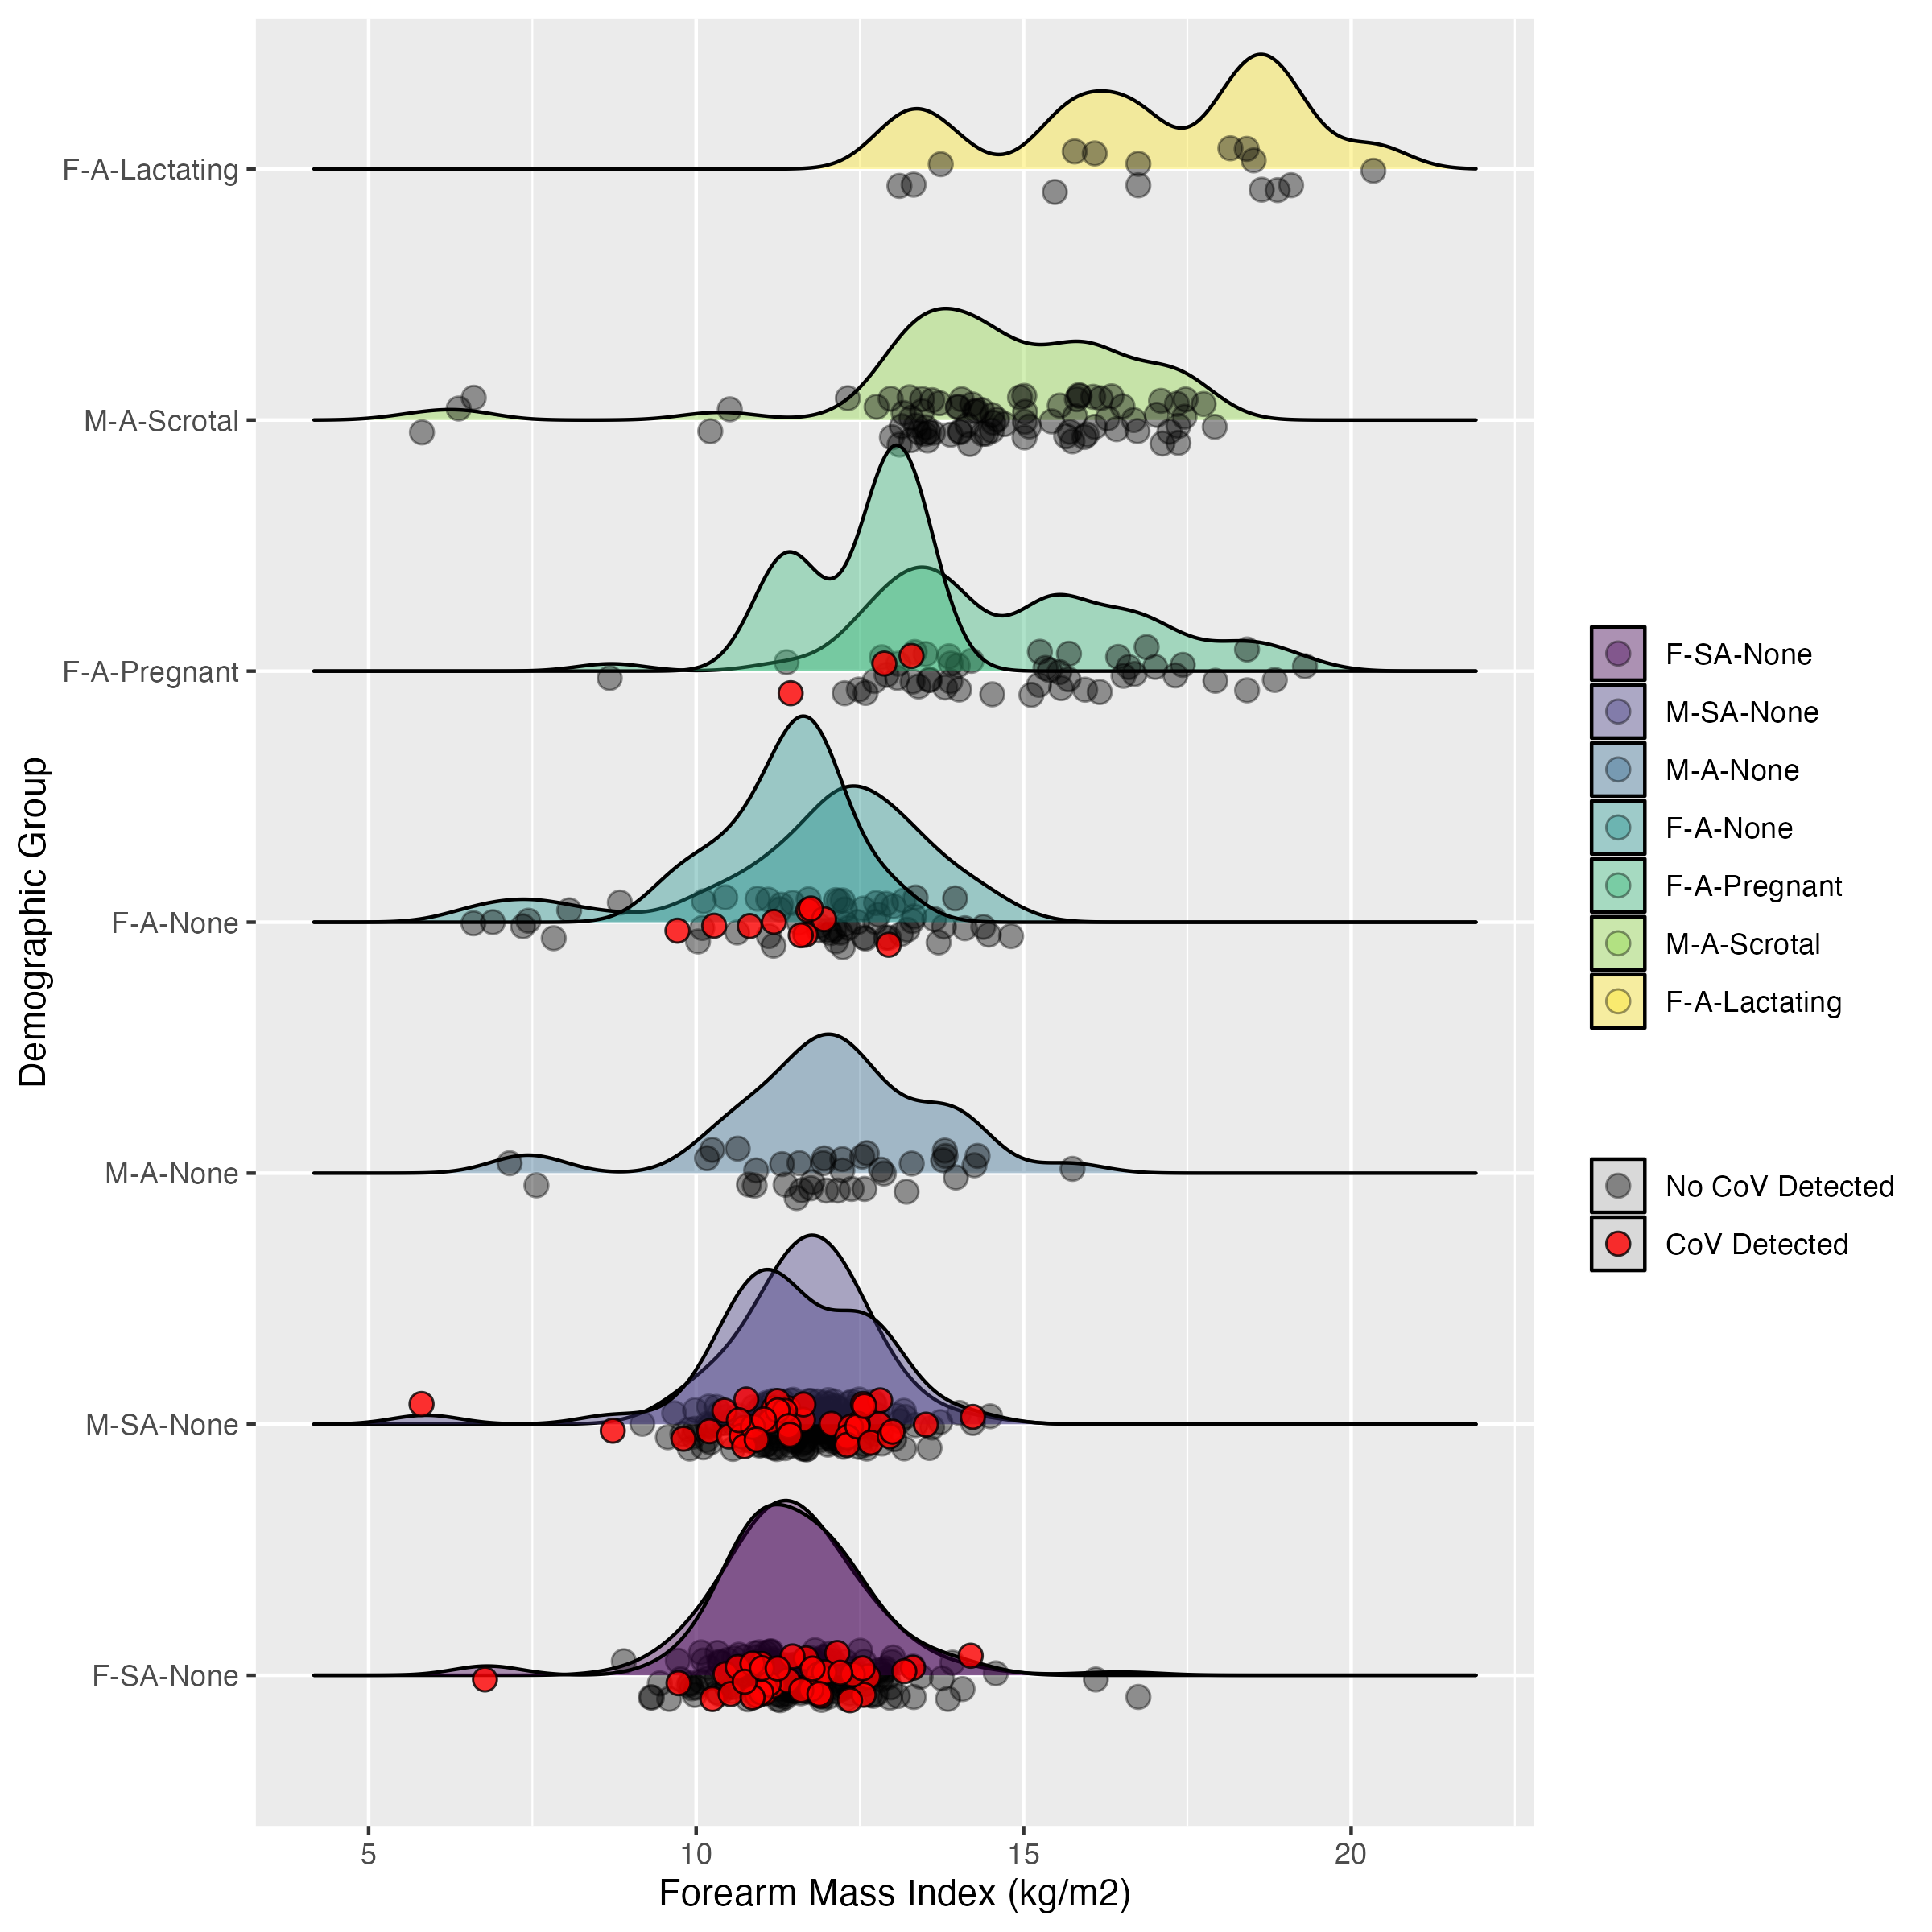 Demographic Group
F-A-Lactating
M-A-Scrotal
F-A-Pregnant
F-A-None
M-A-None
M-SA-None
F-SA-None
5
10
15
20
Forearm Mass Index (kg/m2)
F-SA-None
M-SA-None
M-A-None
F-A-None
F-A-Pregnant
M-A-Scrotal
F-A-Lactating
No CoV Detected
CoV Detected